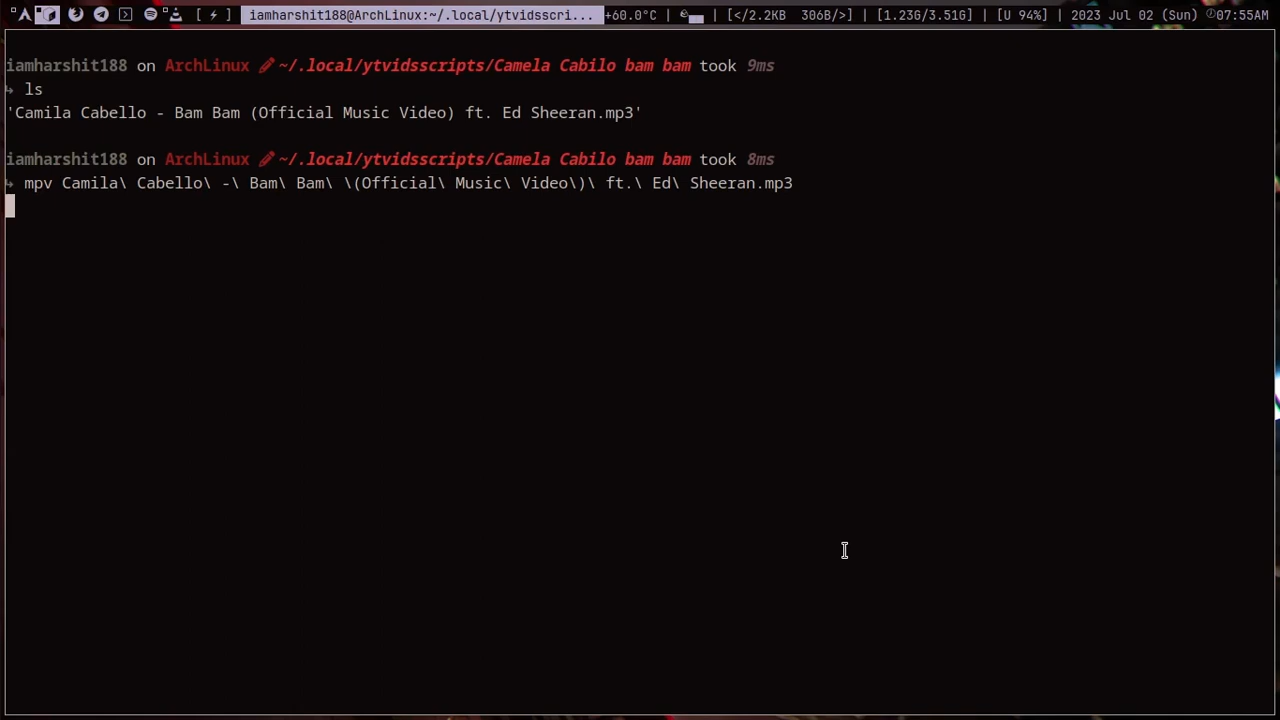 [⚡] iamharshit188@ArchLinux:~/.local/ytvidsscri... +60.0°C | | [</2.2KB 306B/>] | [1.23G/3.51G] | [U 94%] | 2023 Jul 02 (Sun) 07:55AM
iamharshit188 on ArchLinux ~/.local/ytvidsscripts/Camela Cabilo bam bam took 9ms
↳ ls
'Camila Cabello - Bam Bam (Official Music Video) ft. Ed Sheeran.mp3'
iamharshit188 on ArchLinux ~/.local/ytvidsscripts/Camela Cabilo bam bam took 8ms
↳ mpv Camila\ Cabello\ -\ Bam\ Bam\ \(Official\ Music\ Video\)\ ft.\ Ed\ Sheeran.mp3